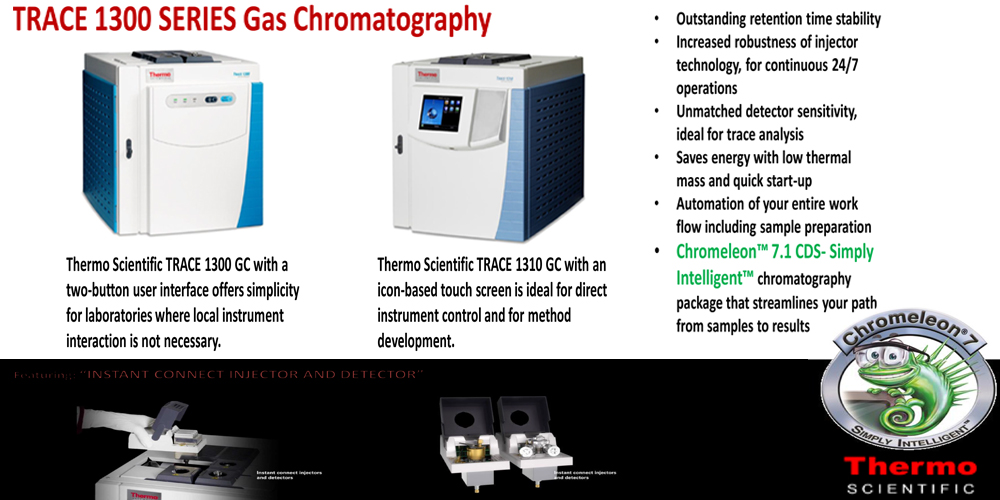 TRACE 1300 SERIES Gas Chromatography
Thermo
Thermo
Thermo Scientific TRACE 1300 GC with a
two-button user interface offers simplicity
for laboratories where local instrument
interaction is not necessary.
Thermo Scientific TRACE 1310 GC with an
icon-based touch screen is ideal for direct
instrument control and for method
development.
• Outstanding retention time stability
• Increased robustness of injector
technology, for continuous 24/7
operations
• Unmatched detector sensitivity,
ideal for trace analysis
• Saves energy with low thermal
mass and quick start-up
• Automation of your entire work
flow including sample preparation
• Chromeleon™ 7.1 CDS- Simply
Intelligent™ chromatography
package that streamlines your path
from samples to results
Featuring: "INSTANT CONNECT INJECTOR AND DETECTOR"
Instant connect injectors
and detectors
Instant connect injectors
and detectors
Thermo
Chromeleon® 7
SIMPLY INTELLIGENT™
Thermo
SCIENTIFIC